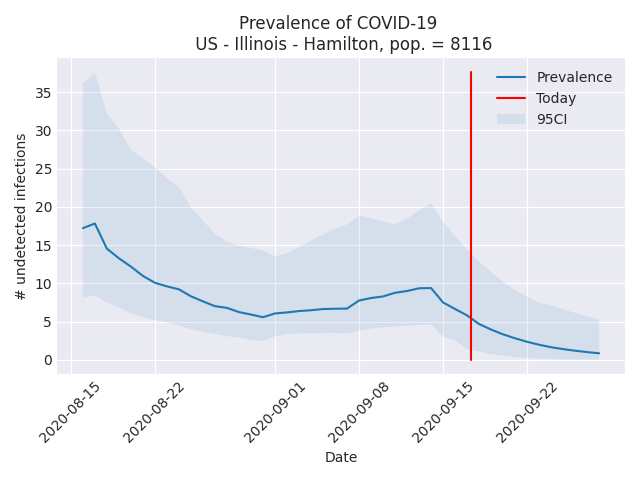 Prevalence of COVID-19
US - Illinois - Hamilton, pop. = 8116
# undetected infections
35
30
25
20
15
10
5
0
Prevalence
Today
95CI
2020-08-15
2020-08-22
2020-09-01
2020-09-08
2020-09-15
2020-09-22
Date